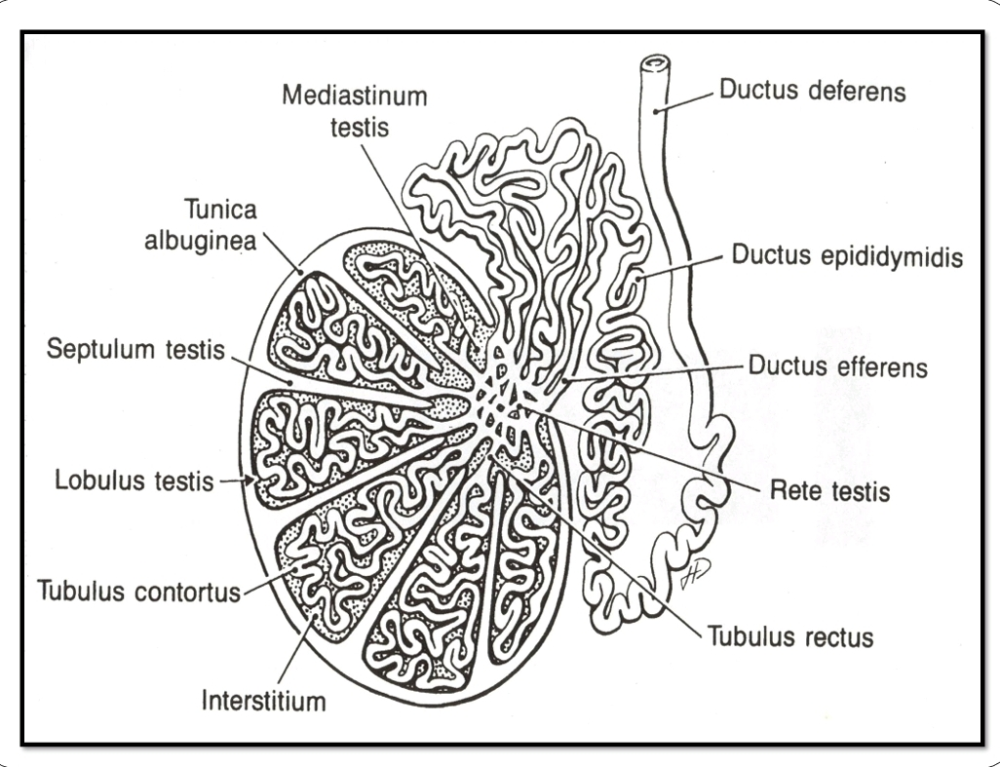 Mediastinum
testis
Ductus deferens
Tunica
albuginea
Ductus epididymidis
Septulum testis
Ductus efferens
Lobulus testis
Rete testis
Tubulus contortus
Tubulus rectus
Interstitium